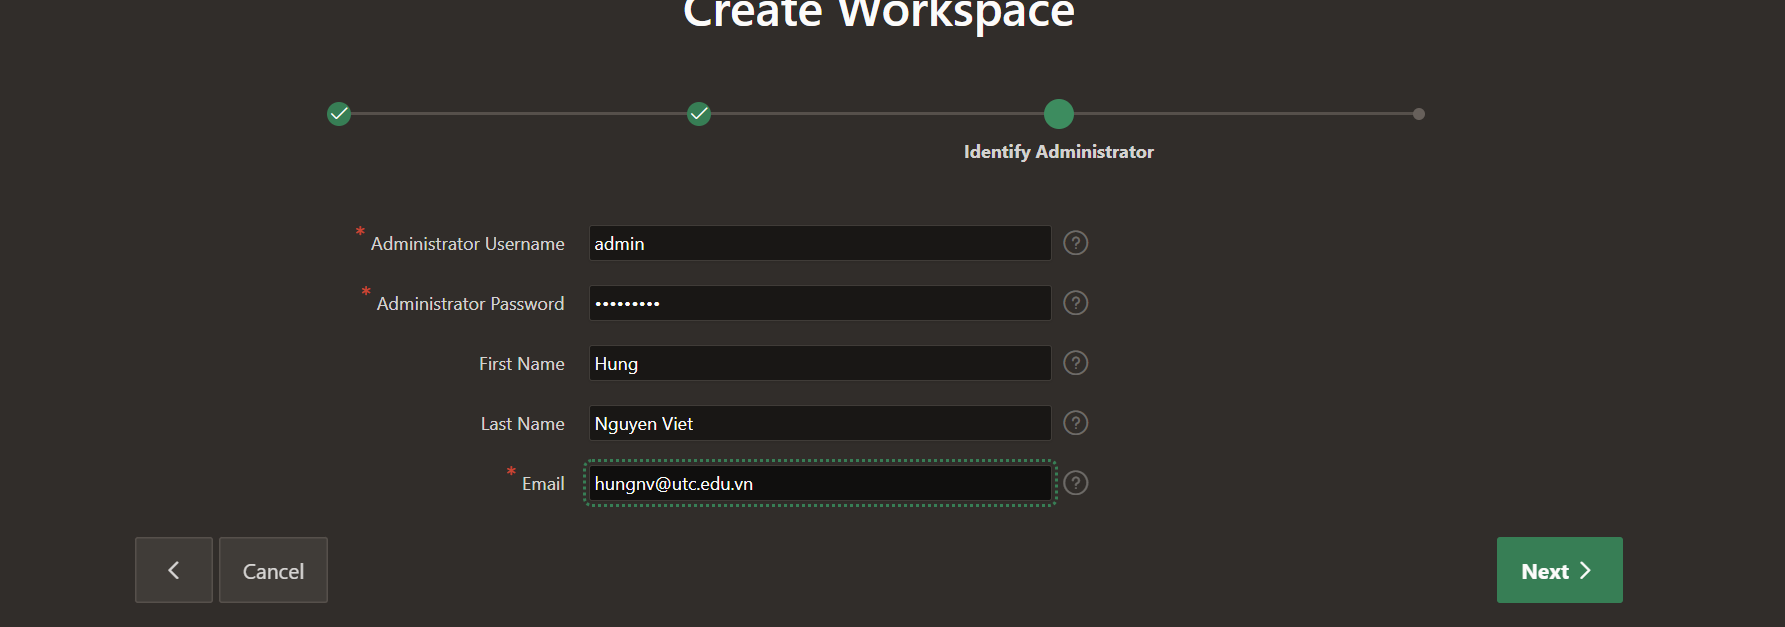 Create Workspace
Identify Administrator
* Administrator Username admin ?
* Administrator Password ••••••••• ?
First Name Hung ?
Last Name Nguyen Viet ?
* Email hungnv@utc.edu.vn ?
Cancel Next